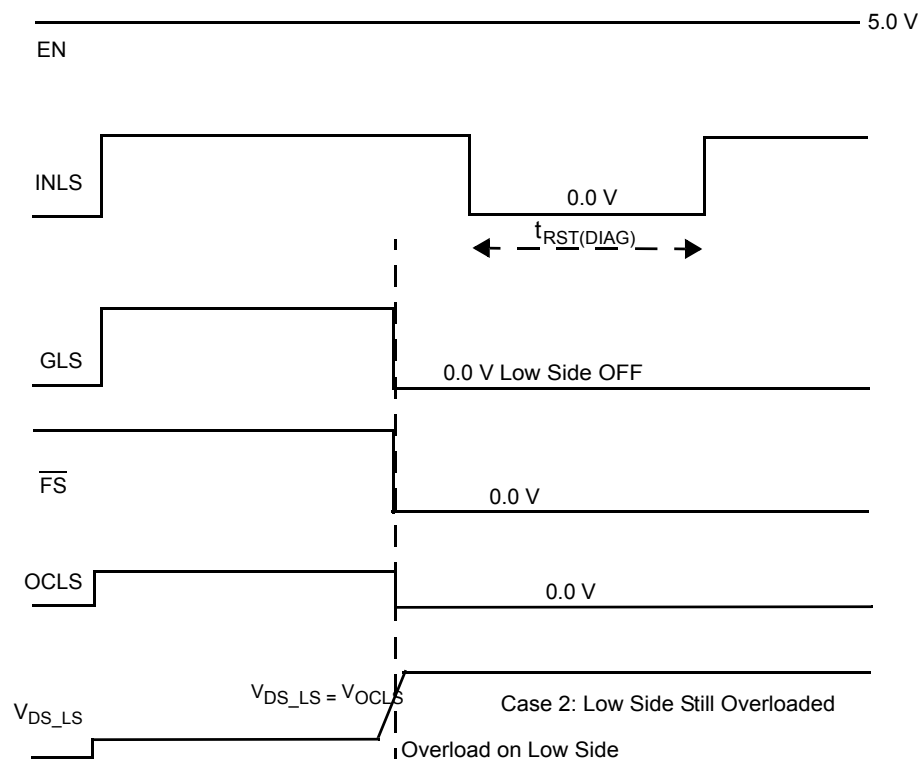 5.0 V
EN
INLS
0.0 V
tRST(DIAG)
GLS
0.0 V Low Side OFF
FS
0.0 V
OCLS
0.0 V
VDS_LS = VOCLS
Case 2: Low Side Still Overloaded
VDS_LS
Overload on Low Side